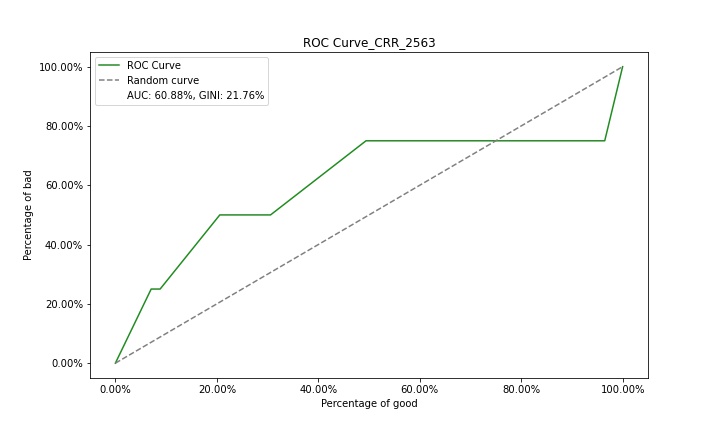 ROC Curve_CRR_2563
ROC Curve
Random curve
AUC: 60.88%, GINI: 21.76%
100.00%
80.00%
60.00%
40.00%
20.00%
0.00%
Percentage of bad
0.00% 20.00% 40.00% 60.00% 80.00% 100.00%
Percentage of good